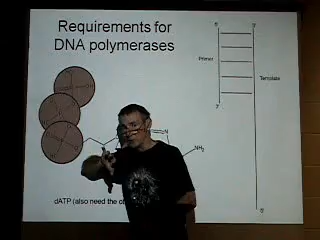 Requirements for
DNA polymerases
5'
3'
Primer
Template
3'
5'
N
NH2
dATP (also need the